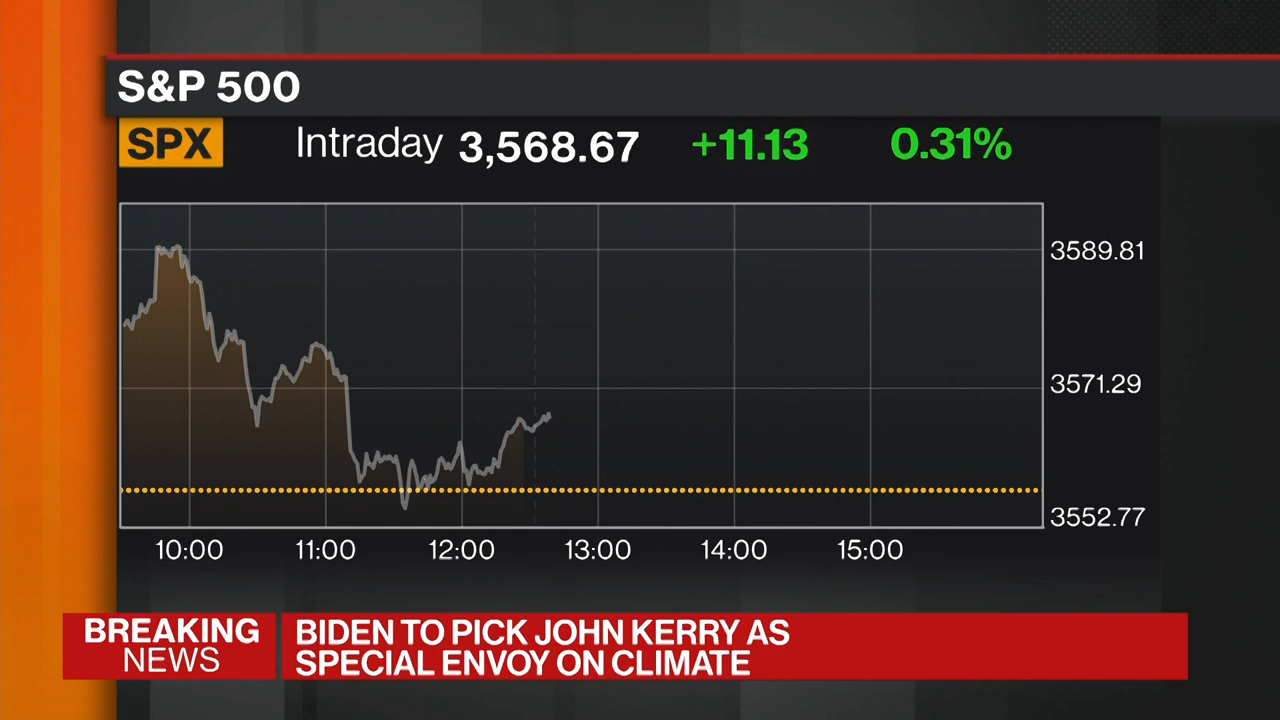 S&P 500
SPX Intraday 3,568.67 +11.13 0.31%
3589.81
3571.29
3552.77
10:00 11:00 12:00 13:00 14:00 15:00
BREAKING
NEWS
BIDEN TO PICK JOHN KERRY AS
SPECIAL ENVOY ON CLIMATE